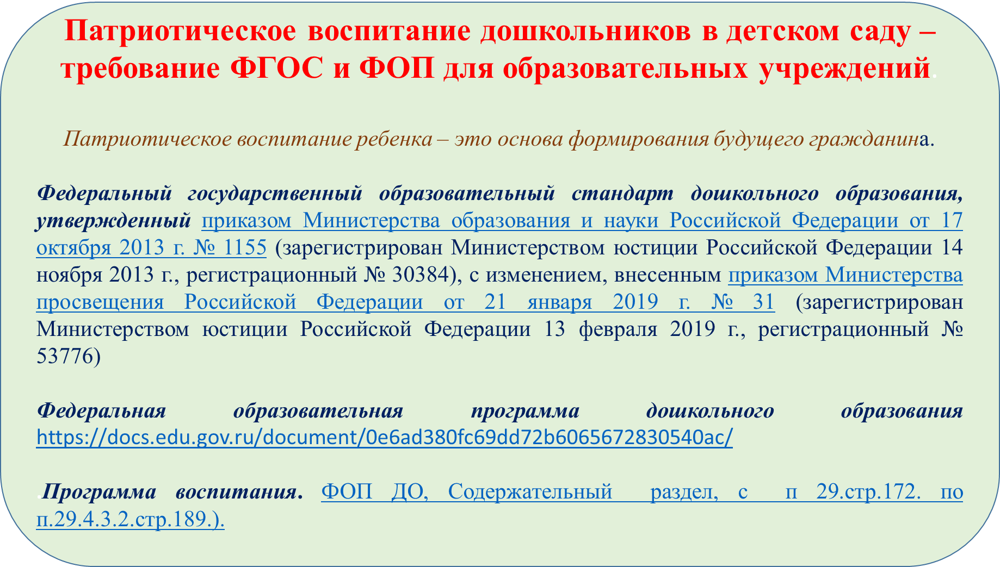 Патриотическое воспитание дошкольников в детском саду –
требование ФГОС и ФОП для образовательных учреждений.
Патриотическое воспитание ребенка – это основа формирования будущего гражданина.
Федеральный государственный образовательный стандарт дошкольного образования,
утвержденный приказом Министерства образования и науки Российской Федерации от 17
октября 2013 г. № 1155 (зарегистрирован Министерством юстиции Российской Федерации 14
ноября 2013 г., регистрационный № 30384), с изменением, внесенным приказом Министерства
просвещения Российской Федерации от 21 января 2019 г. № 31 (зарегистрирован
Министерством юстиции Российской Федерации 13 февраля 2019 г., регистрационный №
53776)
Федеральная образовательная программа дошкольного образования
https://docs.edu.gov.ru/document/0e6ad380fc69dd72b6065672830540ac/
.Программа воспитания. ФОП ДО, Содержательный раздел, с п 29.стр.172. по
п.29.4.3.2.стр.189.).